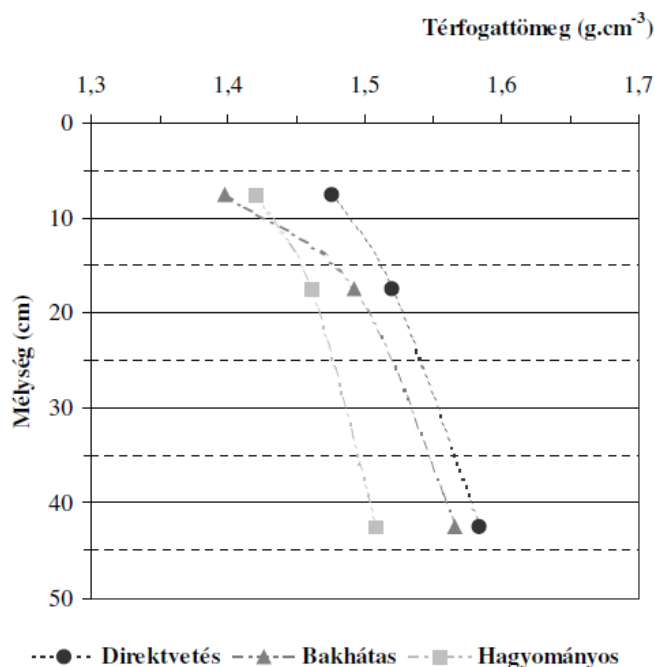 Térfogattömeg (g.cm-3)
1,3 1,4 1,5 1,6 1,7
0
10
20
30
40
50
Mélység (cm)
Direktvetés Bakhátas Hagyományos